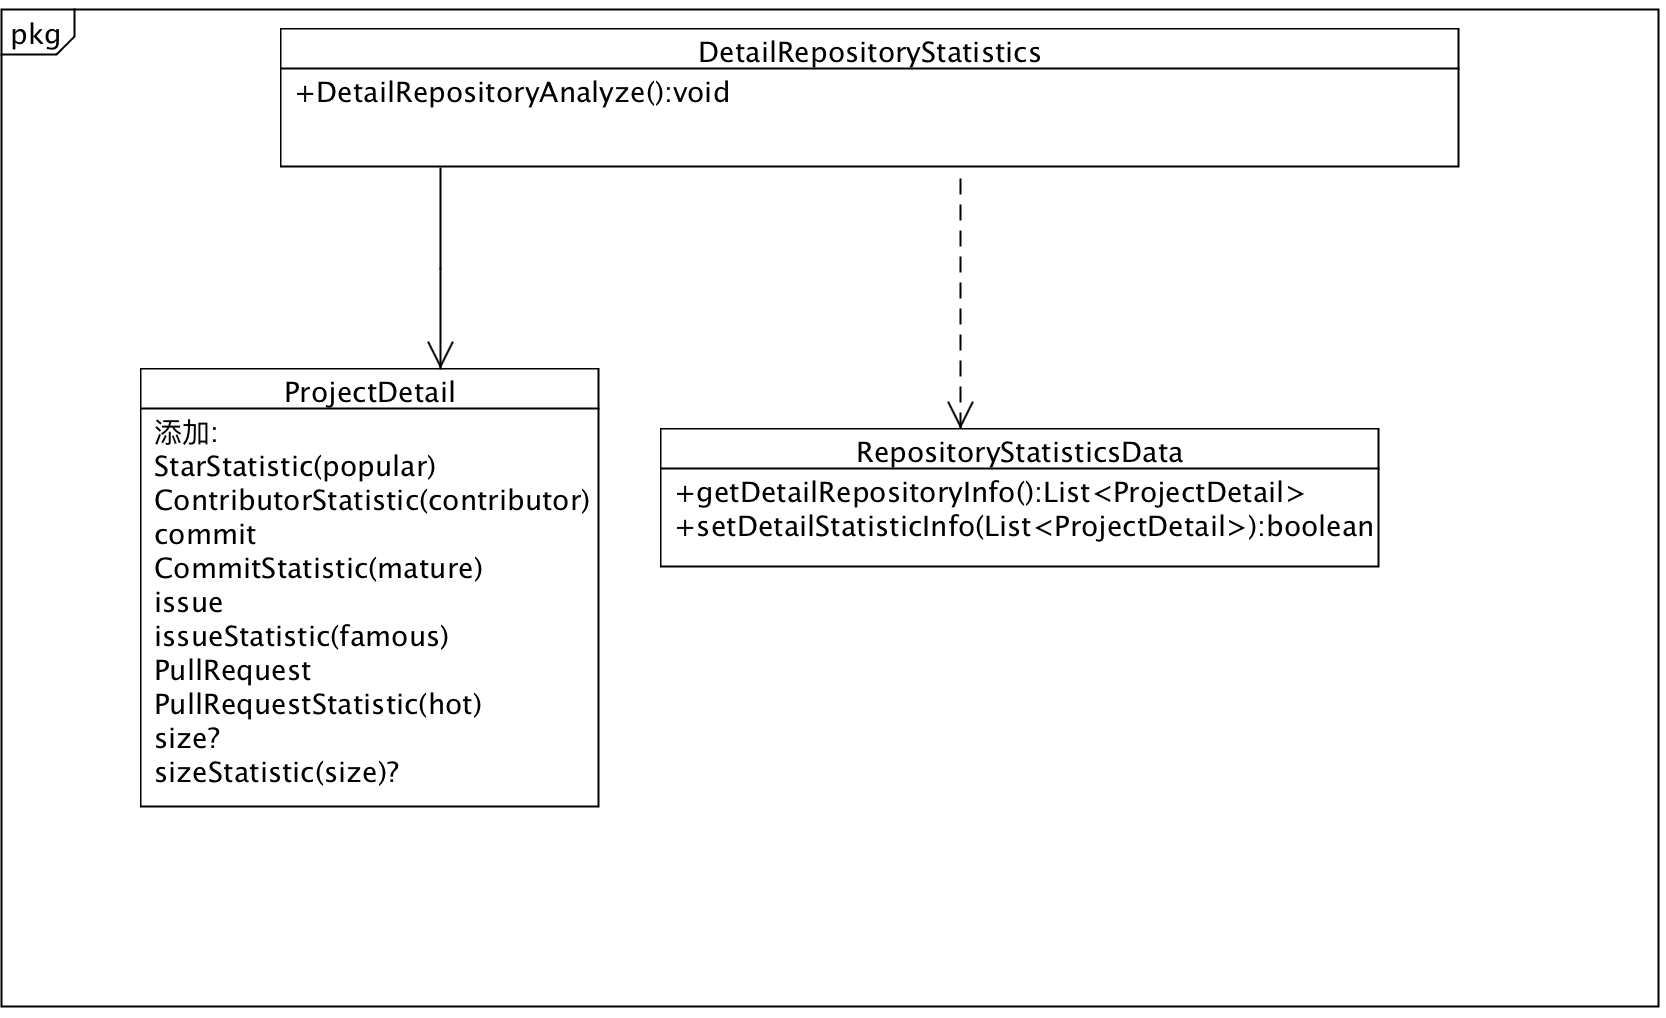 pkg
DetailRepositoryStatistics
+DetailRepositoryAnalyze():void
ProjectDetail
添加:
StarStatistic(popular)
ContributorStatistic(contributor)
commit
CommitStatistic(mature)
issue
issueStatistic(famous)
PullRequest
PullRequestStatistic(hot)
size?
sizeStatistic(size)?
RepositoryStatisticsData
+getDetailRepositoryInfo():List<ProjectDetail>
+setDetailStatisticInfo(List<ProjectDetail>):boolean